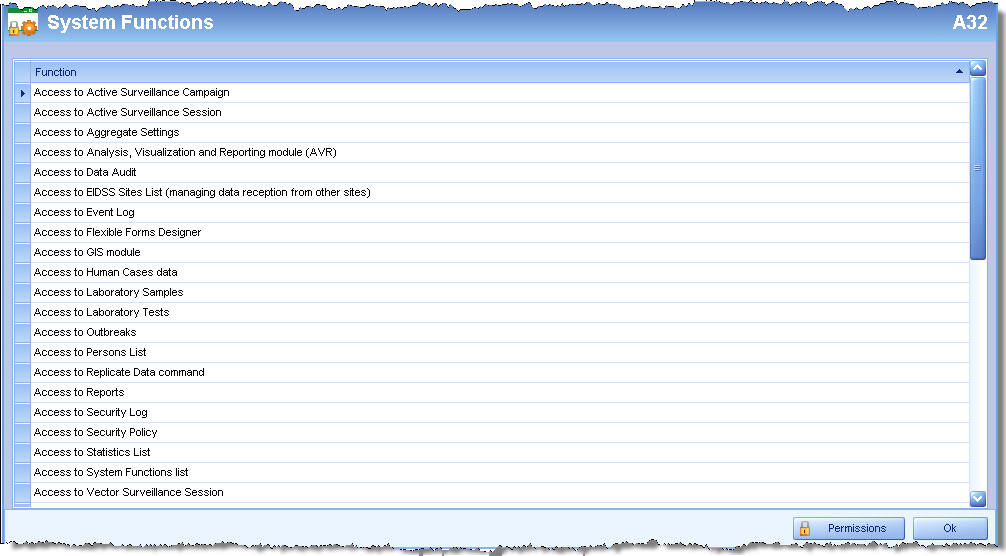 System Functions
A32
Function
Access to Active Surveillance Campaign
Access to Active Surveillance Session
Access to Aggregate Settings
Access to Analysis, Visualization and Reporting module (AVR)
Access to Data Audit
Access to EIDSS Sites List (managing data reception from other sites)
Access to Event Log
Access to Flexible Forms Designer
Access to GIS module
Access to Human Cases data
Access to Laboratory Samples
Access to Laboratory Tests
Access to Outbreaks
Access to Persons List
Access to Replicate Data command
Access to Reports
Access to Security Log
Access to Security Policy
Access to Statistics List
Access to System Functions list
Access to Vector Surveillance Session
Permissions
Ok